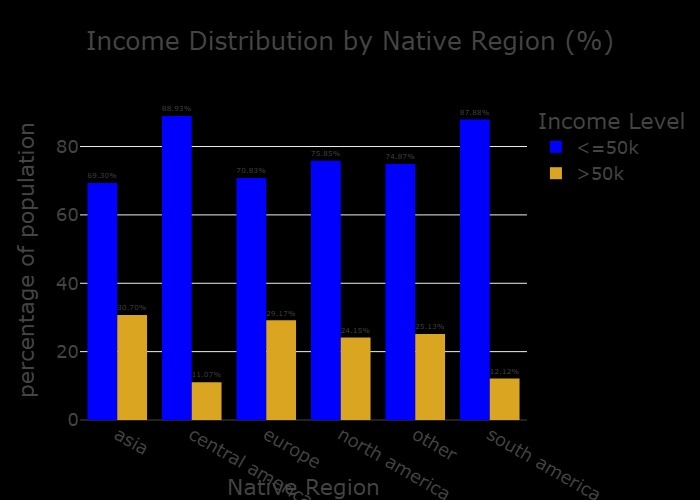 Income Distribution by Native Region (%)
Income Level
<=50k
>50k
percentage of population
80
60
40
20
0
69.30%
88.93%
70.83%
75.85%
74.87%
87.88%
30.70%
11.07%
29.17%
24.15%
25.13%
12.12%
asia
central america
europe
north america
other
south america
Native Region